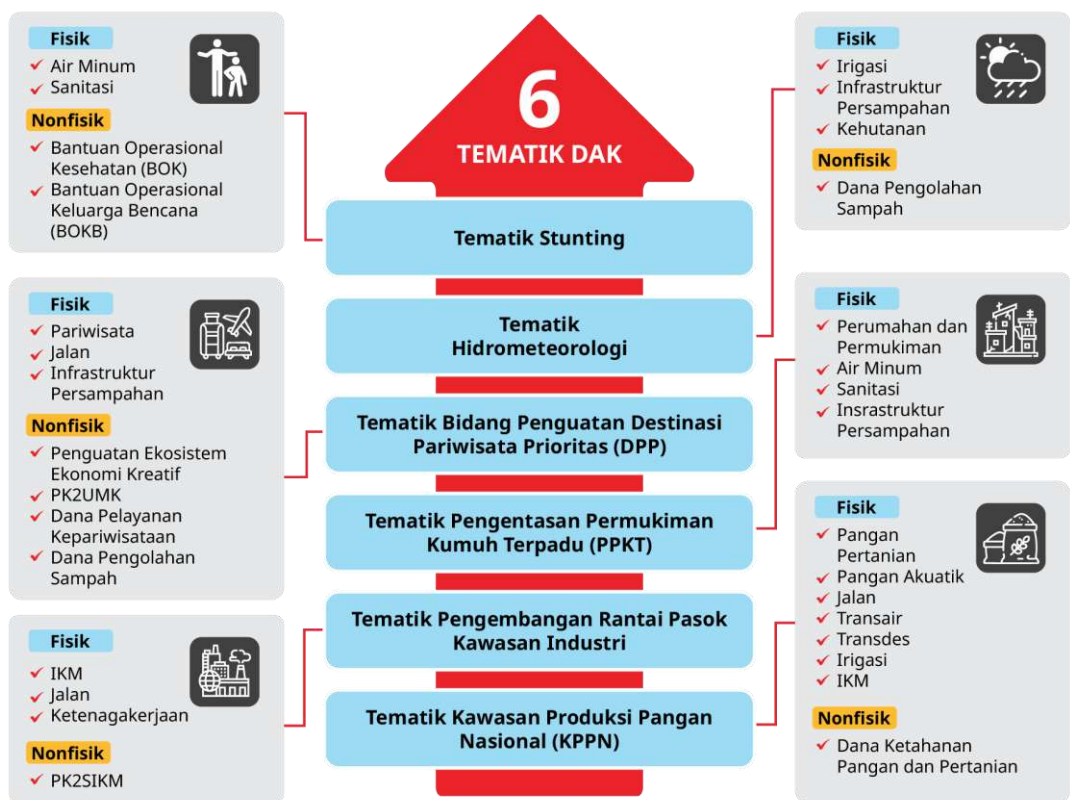 6
TEMATIK DAK
Tematik Stunting
Tematik
Hidrometeorologi
Tematik Bidang Penguatan Destinasi
Pariwisata Prioritas (DPP)
Tematik Pengentasan Permukiman
Kumuh Terpadu (PPKT)
Tematik Pengembangan Rantai Pasok
Kawasan Industri
Tematik Kawasan Produksi Pangan
Nasional (KPPN)
Fisik
Air Minum
Sanitasi
Nonfisik
Bantuan Operasional
Kesehatan (BOK)
Bantuan Operasional
Keluarga Bencana
(BOKB)
Fisik
Pariwisata
Jalan
Infrastruktur
Persampahan
Nonfisik
Penguatan Ekosistem
Ekonomi Kreatif
PK2UMK
Dana Pelayanan
Kepariwisataan
Dana Pengolahan
Sampah
Fisik
IKM
Jalan
Ketenagakerjaan
Nonfisik
PK2SIKM
Fisik
Irigasi
Infrastruktur
Persampahan
Kehutanan
Nonfisik
Dana Pengolahan
Sampah
Fisik
Perumahan dan
Permukiman
Air Minum
Sanitasi
Insrastruktur
Persampahan
Fisik
Pangan
Pertanian
Pangan Akuatik
Jalan
Transair
Transdes
Irigasi
IKM
Nonfisik
Dana Ketahanan
Pangan dan Pertanian